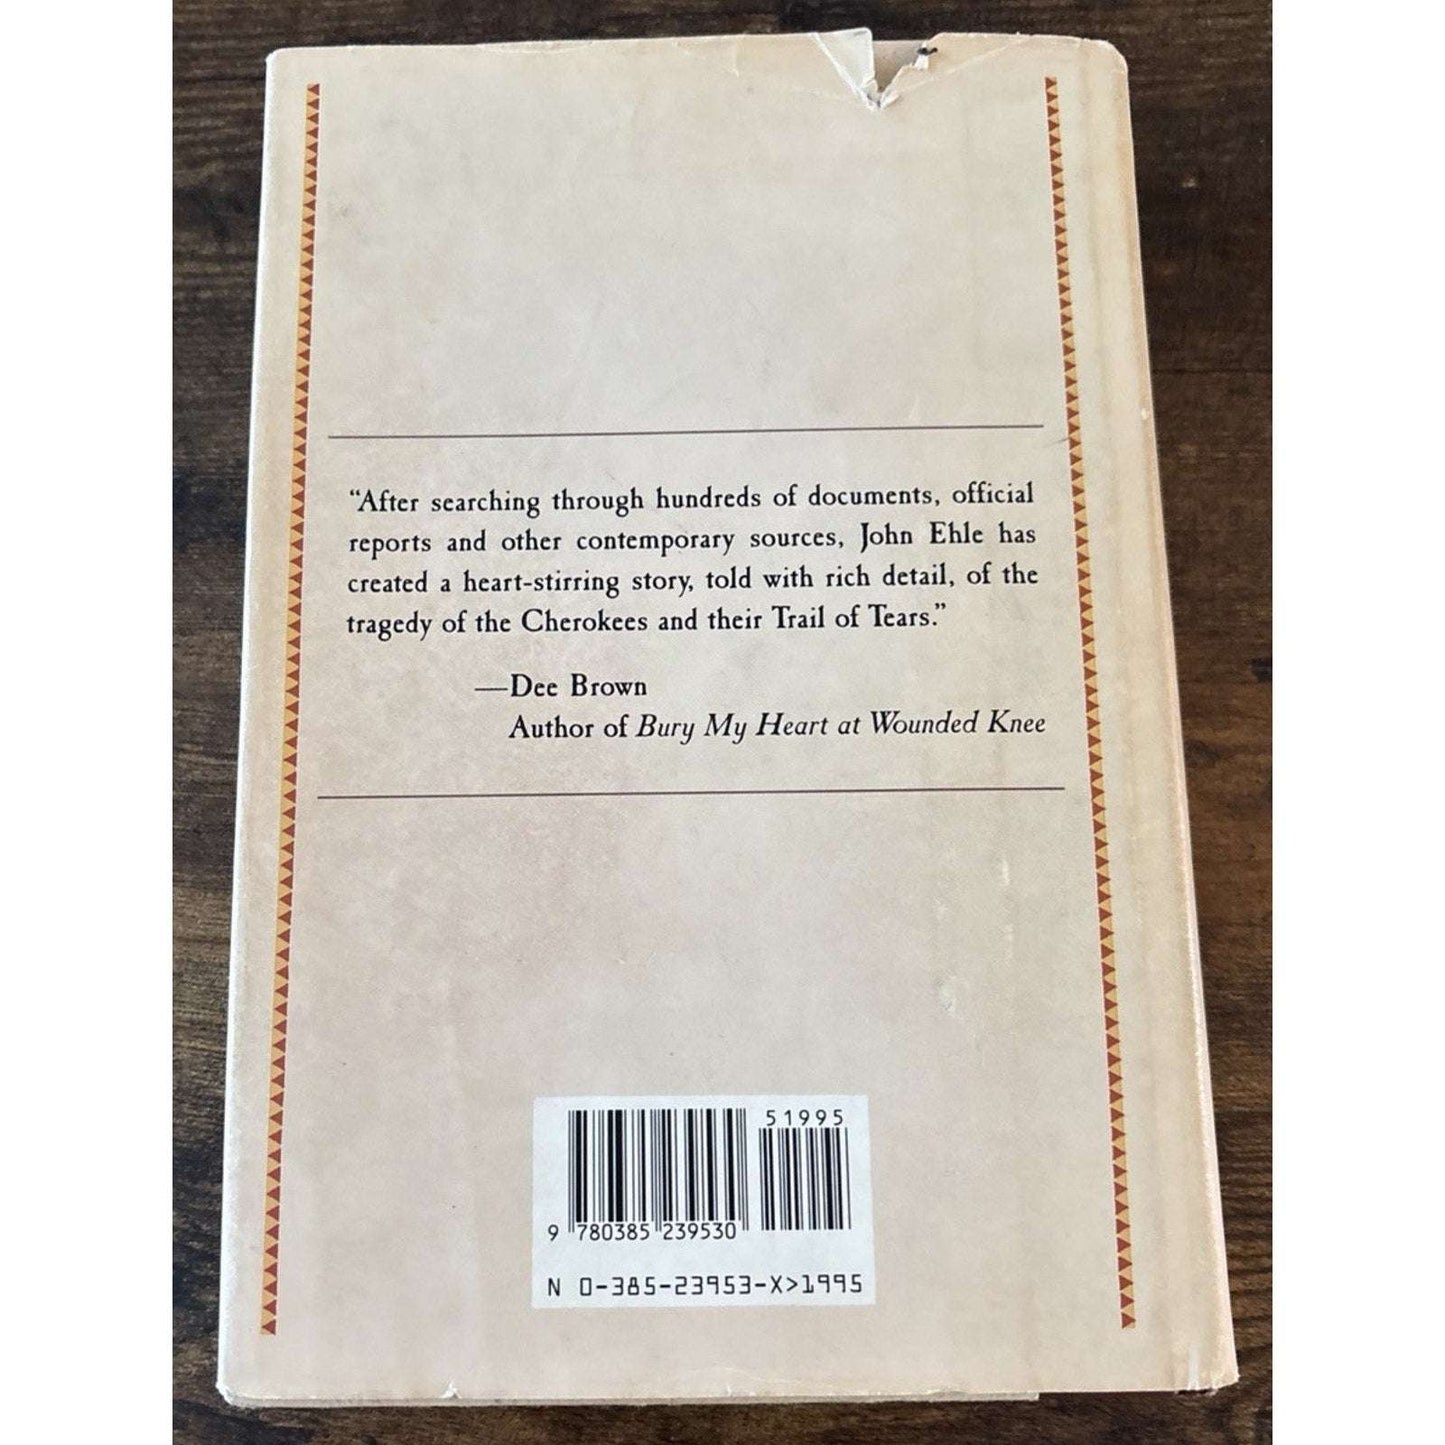 “After searching through hundreds of documents, official
reports and other contemporary sources, John Ehle has
created a heart-stirring story, told with rich detail, of the
tragedy of the Cherokees and their Trail of Tears.”
—Dee Brown
Author of Bury My Heart at Wounded Knee
51995
9 780385 239530
N 0-385-23953-X>1995